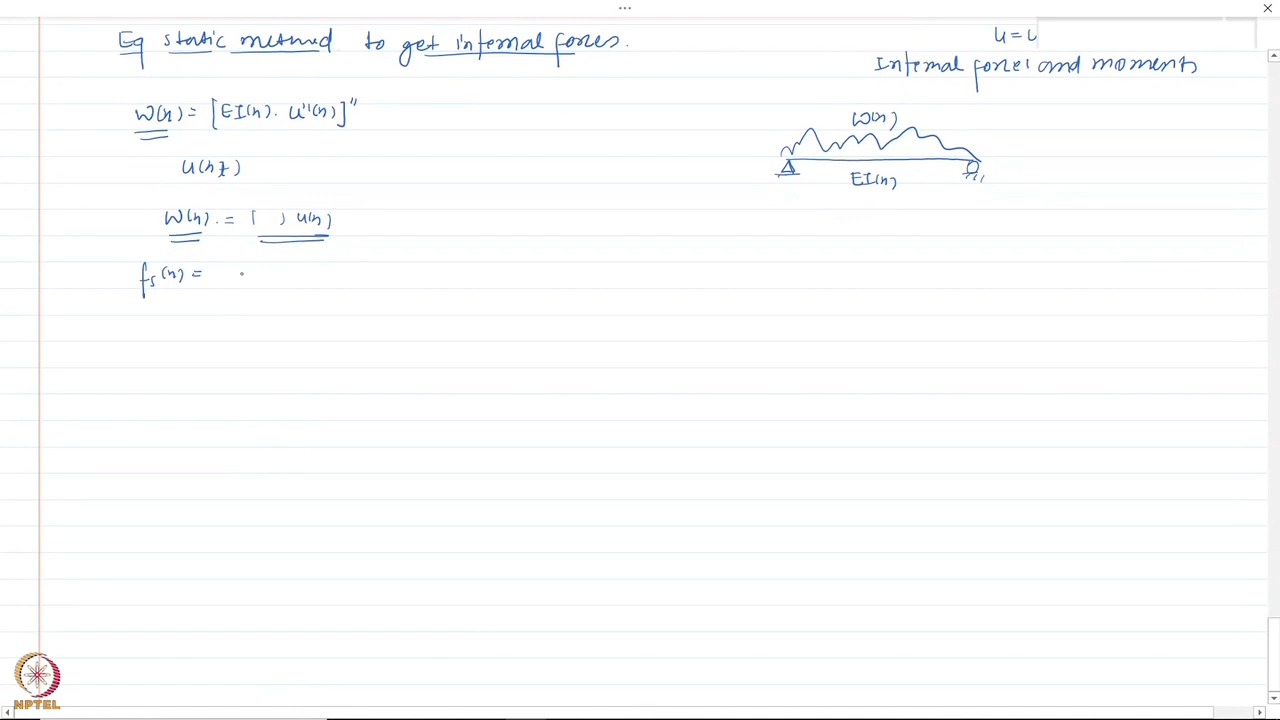 Eq static method to get internal forces.
u=u
Internal forces and moments
W(x) = [EI(x). u''(x)]''
W(x)
EI(x)
u(x,t)
W(x). = [ ] u(x)
fs(x) =
NPTEL